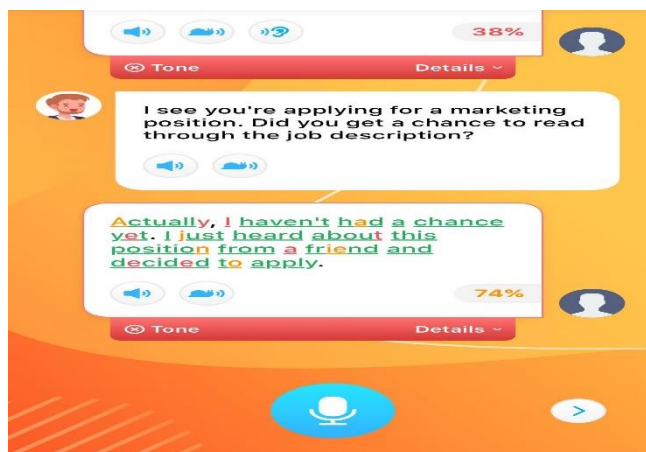 38%
Tone Details
I see you're applying for a marketing
position. Did you get a chance to read
through the job description?
Actually, I haven't had a chance
yet. I just heard about this
position from a friend and
decided to apply.
74%
Tone Details